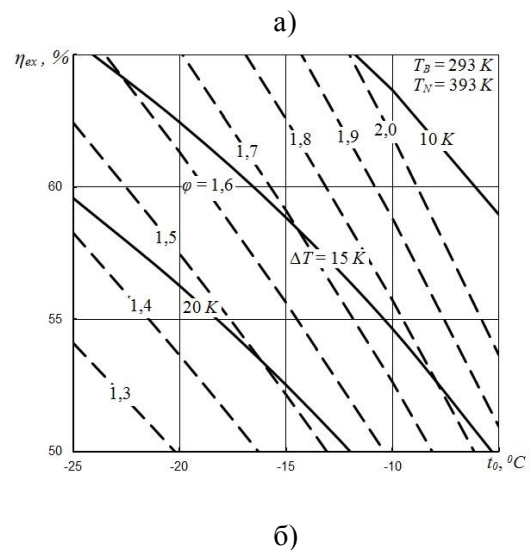 а)
η_ex, %
T_B = 293 K
T_N = 393 K
1,7
1,8
1,9
2,0
10 K
60
φ = 1,6
1,5
ΔT = 15 K
20 K
1,4
55
1,3
50
-25
-20
-15
-10
t_0, ⁰C
б)